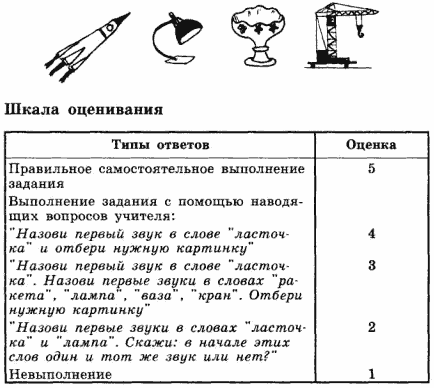 Шкала оценивания
Типы ответов Оценка
Правильное самостоятельное выполнение 5
задания
Выполнение задания с помощью наводя-
щих вопросов учителя:
"Назови первый звук в слове "ласточ- 4
ка" и отбери нужную картинку"
"Назови первый звук в слове "ласточ- 3
ка". Назови первые звуки в словах "ра-
кета", "лампа", "ваза", "кран". Отбери
нужную картинку"
"Назови первые звуки в словах "ласточ- 2
ка" и "лампа". Скажи: в начале этих
слов один и тот же звук или нет?"
Невыполнение 1